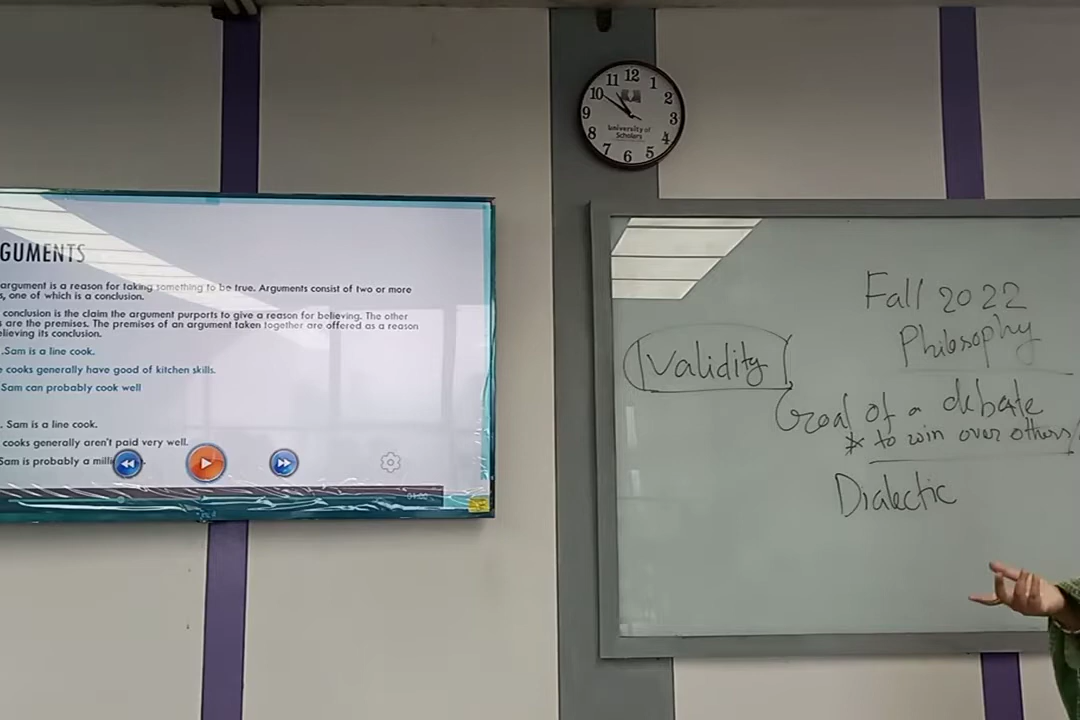 GUMENTS
argument is a reason for taking something to be true. Arguments consist of two or more
s, one of which is a conclusion.
conclusion is the claim the argument purports to give a reason for believing. The other
s are the premises. The premises of an argument taken together are offered as a reason
elieving its conclusion.
.Sam is a line cook.
e cooks generally have good of kitchen skills.
Sam can probably cook well
. Sam is a line cook.
cooks generally aren't paid very well.
Sam is probably a milli
12
11 1
10 2
9 3
8 4
7 6 5
University of
Scholars
Fall 2022
Philosophy
Validity
Goal of a debate
* to win over others
Dialectic